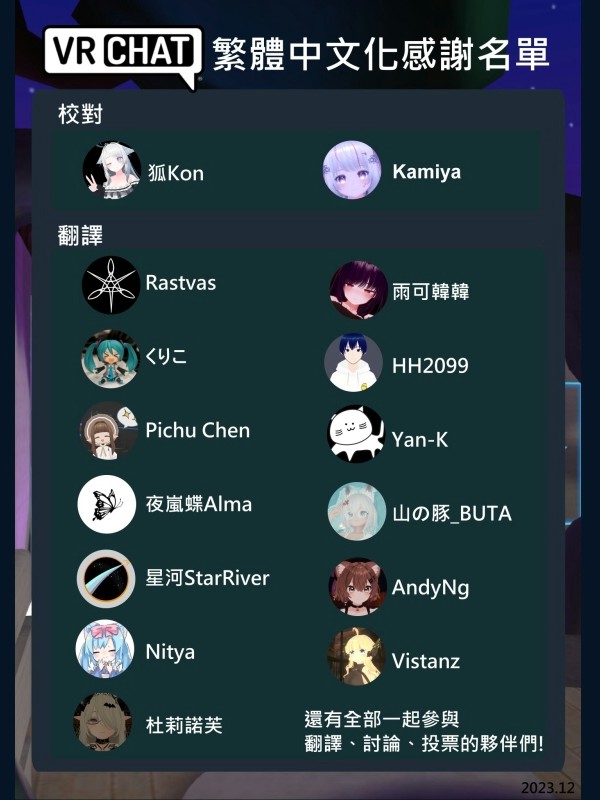 VRCHAT 繁體中文化感謝名單
校對
狐Kon
Kamiya
翻譯
Rastvas
雨可韓韓
くりこ
HH2099
Pichu Chen
Yan-K
夜嵐蝶Alma
山の豚_BUTA
星河StarRiver
AndyNg
Nitya
Vistanz
杜莉諾芙
還有全部一起參與
翻譯、討論、投票的夥伴們!
2023.12